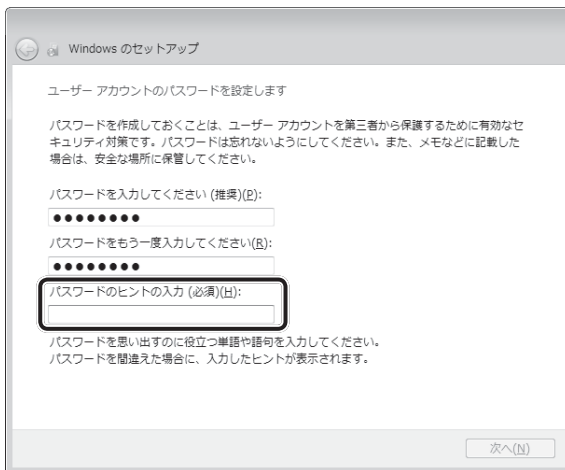 Windows のセットアップ
ユーザー アカウントのパスワードを設定します
パスワードを作成しておくことは、ユーザー アカウントを第三者から保護するために有効なセ
キュリティ対策です。パスワードは忘れないようにしてください。また、メモなどに記載した
場合は、安全な場所に保管してください。
パスワードを入力してください (推奨)(P):
●●●●●●●●
パスワードをもう一度入力してください(R):
●●●●●●●●
パスワードのヒントの入力 (必須)(H):
パスワードを思い出すのに役立つ単語や語句を入力してください。
パスワードを間違えた場合に、入力したヒントが表示されます。
次へ(N)